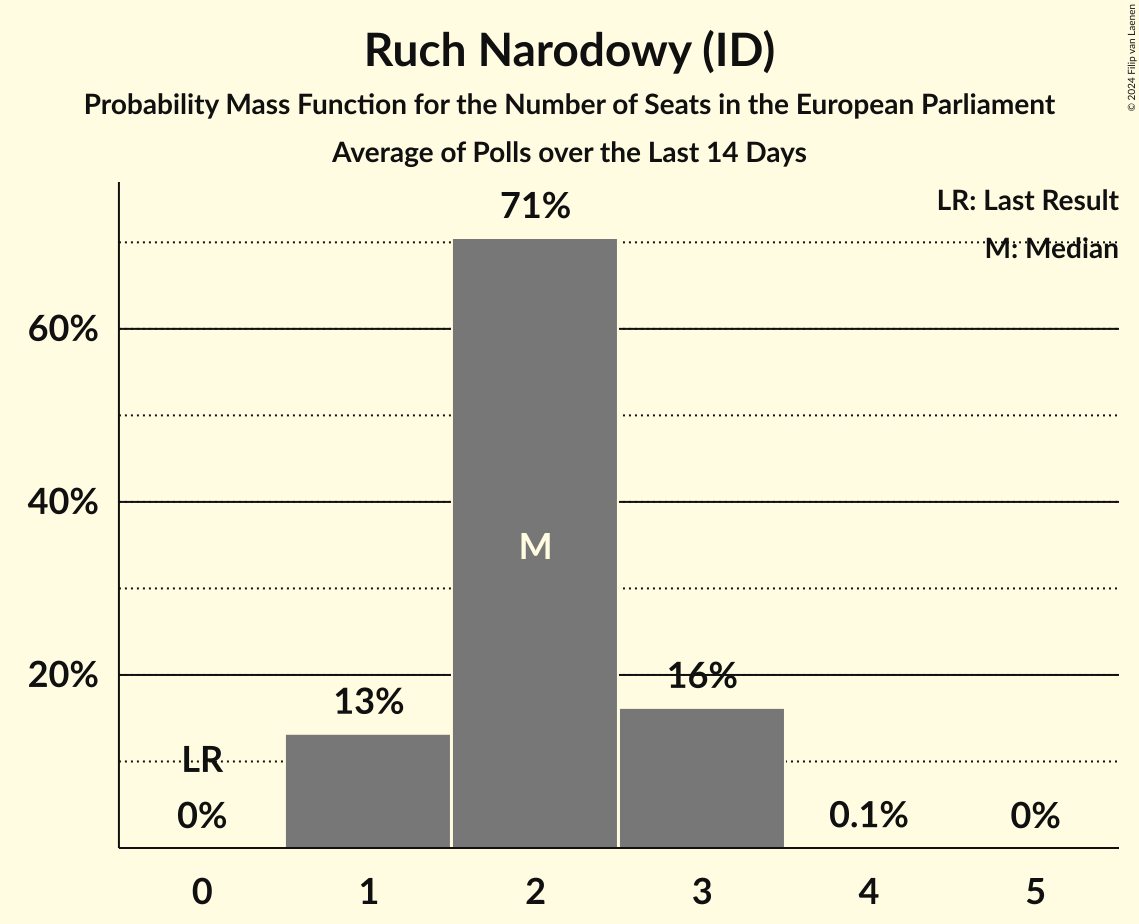 Ruch Narodowy (ID)
Probability Mass Function for the Number of Seats in the European Parliament
Average of Polls over the Last 14 Days
© 2024 Filip van Laenen
LR: Last Result
M: Median
71%
60%
40%
M
20%
16%
13%
LR
0%
0.1%
0%
0 1 2 3 4 5